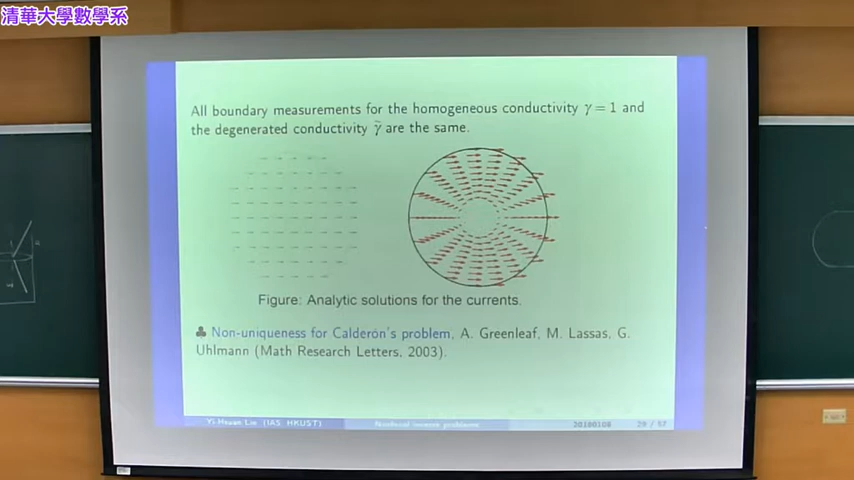 清華大學數學系
All boundary measurements for the homogeneous conductivity γ = 1 and
the degenerated conductivity γ̃ are the same.
Figure: Analytic solutions for the currents.
♣ Non-uniqueness for Calderón's problem, A. Greenleaf, M. Lassas, G.
Uhlmann (Math Research Letters, 2003).
Yi-Hsuan Lin (IAS, HKUST) Nonlocal inverse problems 20180108 29 / 57